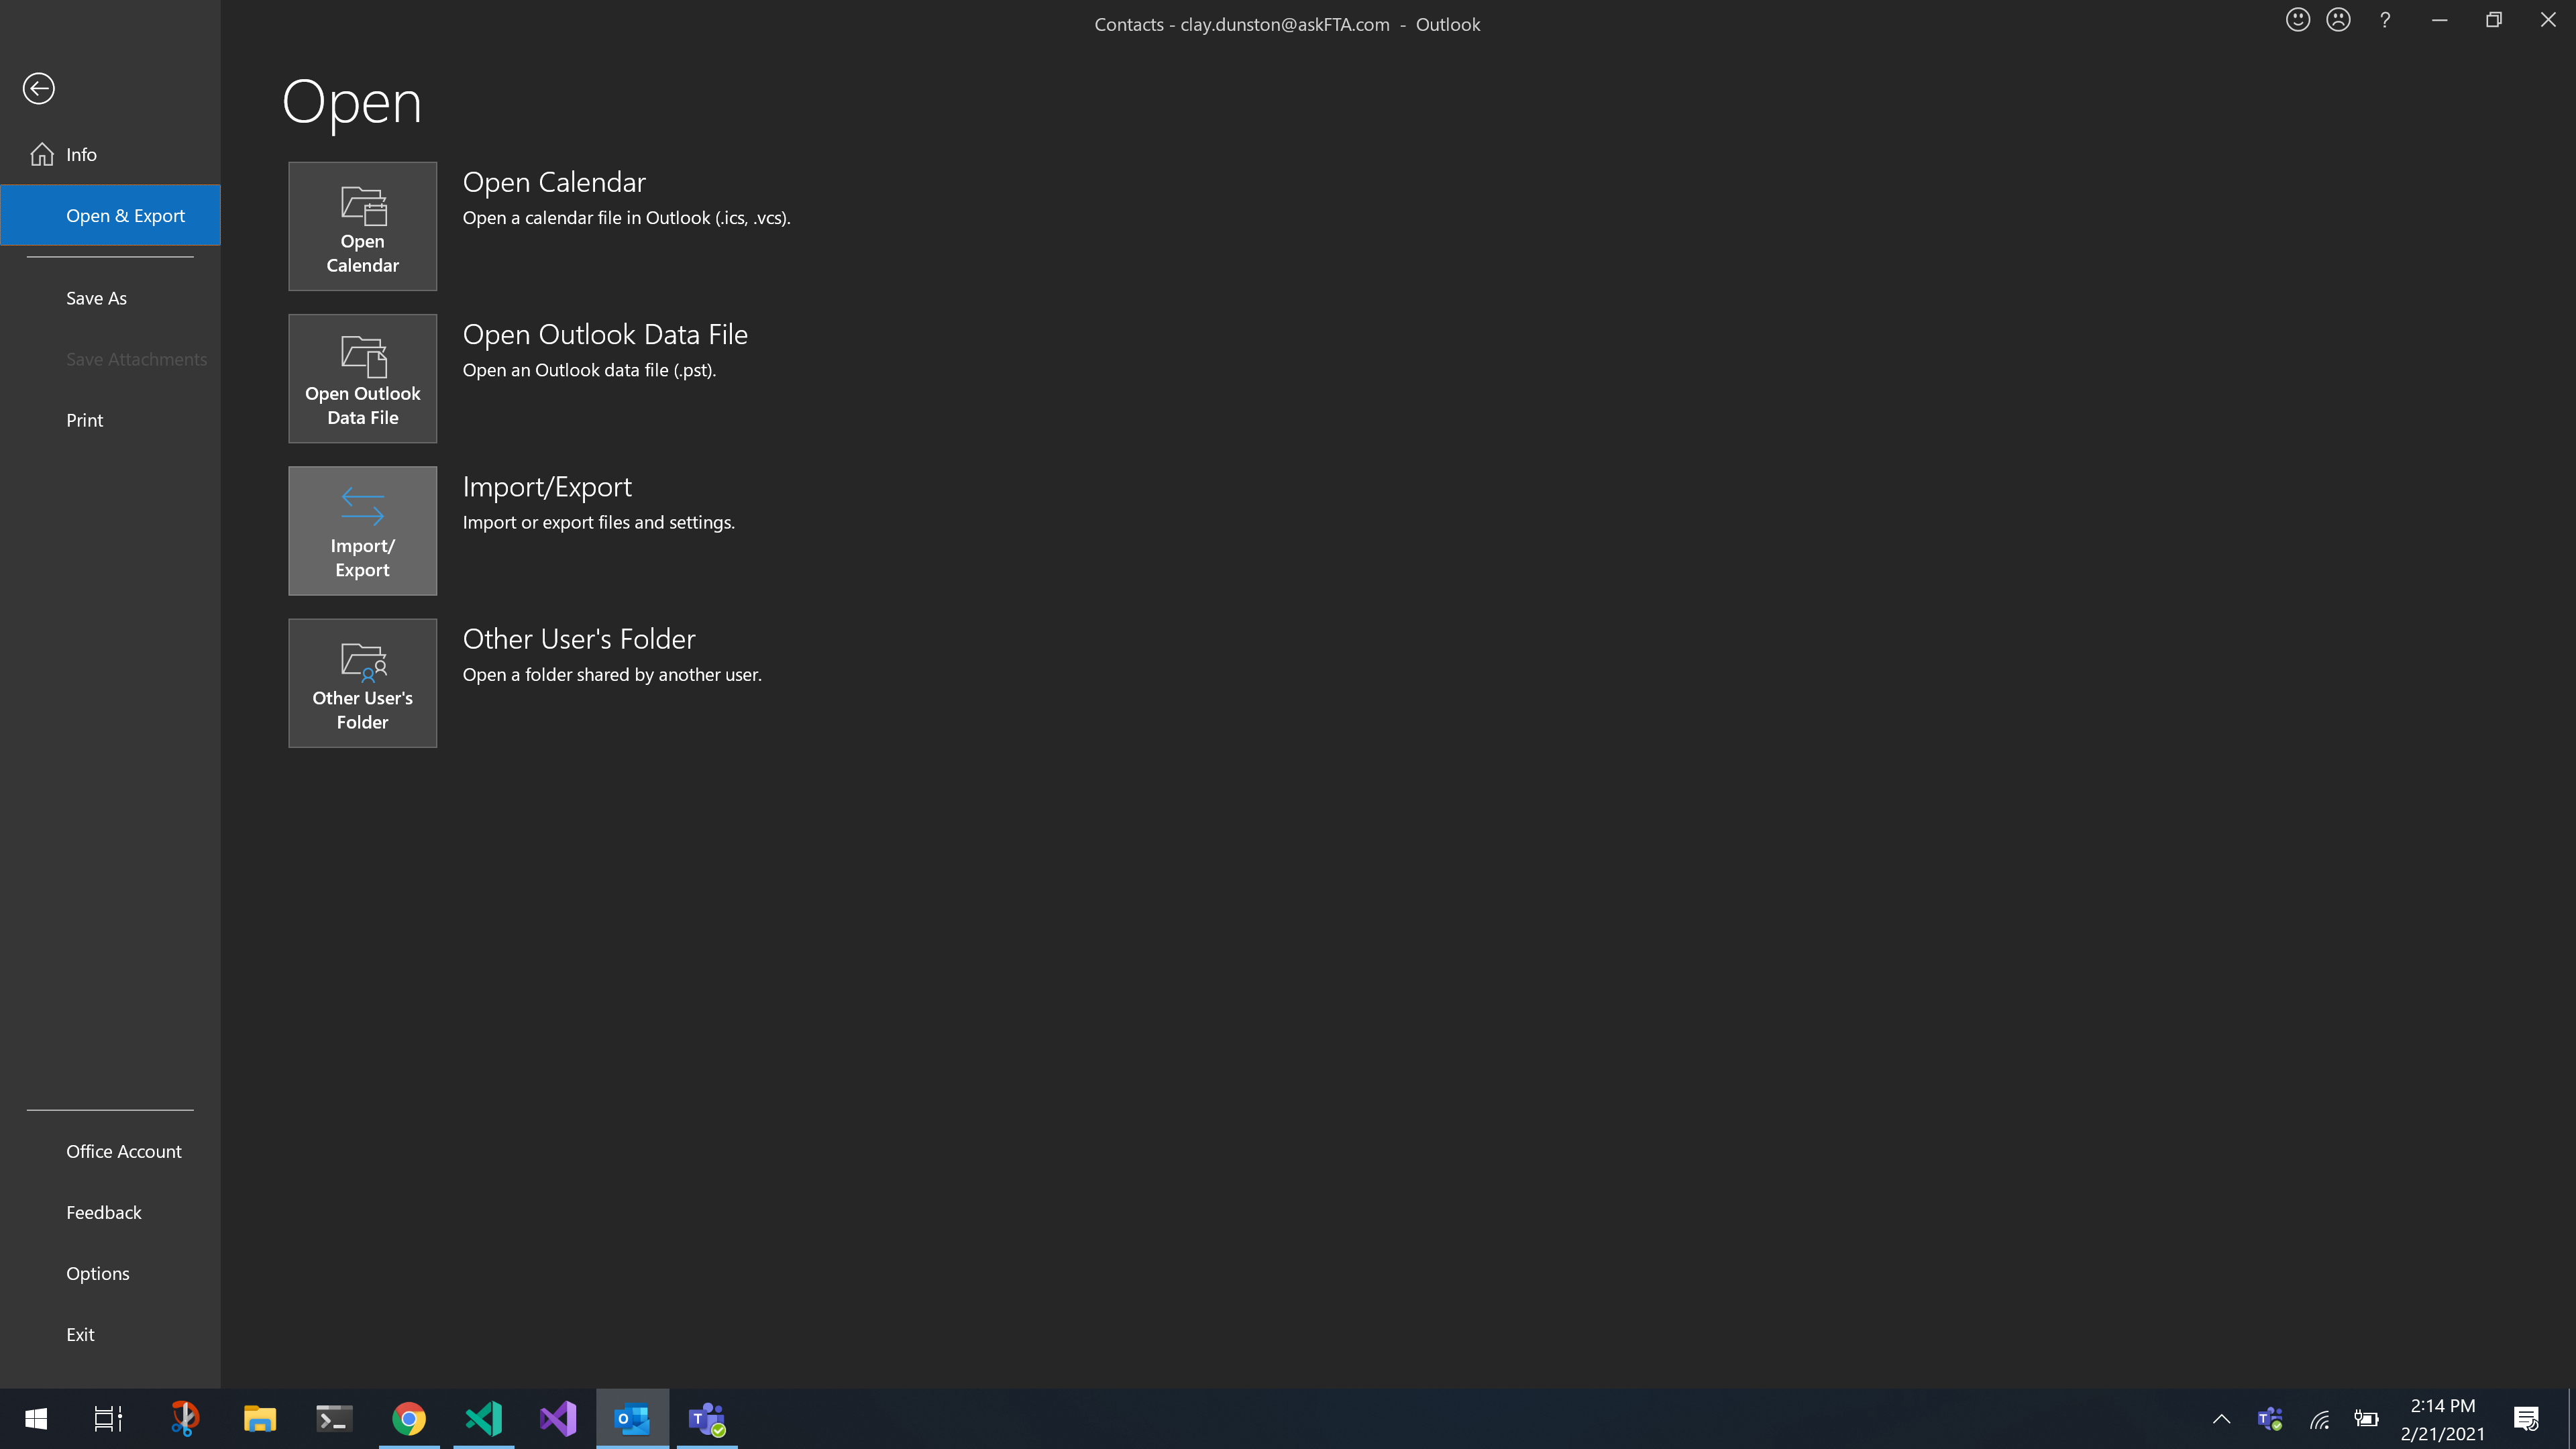 Contacts - clay.dunston@askFTA.com - Outlook
?
Open
Info
Open & Export
Save As
Save Attachments
Print
Open
Calendar
Open Calendar
Open a calendar file in Outlook (.ics, .vcs).
Open Outlook
Data File
Open Outlook Data File
Open an Outlook data file (.pst).
Import/
Export
Import/Export
Import or export files and settings.
Other User's
Folder
Other User's Folder
Open a folder shared by another user.
Office Account
Feedback
Options
Exit
2:14 PM
2/21/2021